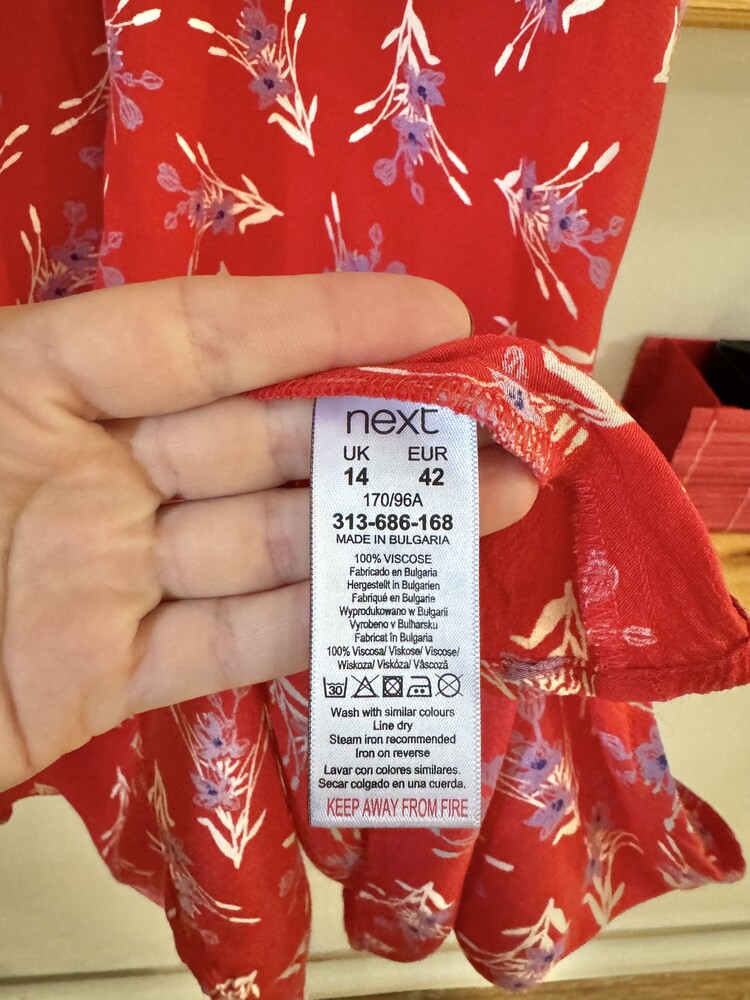 next
UK EUR
14 42
170/96A
313-686-168
MADE IN BULGARIA
100% VISCOSE
Fabricado en Bulgaria
Hergestellt in Bulgarien
Fabriqué en Bulgarie
Wyprodukowano w Bułgarii
Vyrobeno v Bulharsku
Fabricat în Bulgaria
100% Viscosa/ Viskose/ Viscose/
Wiskoza/ Viskóza/ Vâscoză
30
Wash with similar colours
Line dry
Steam iron recommended
Iron on reverse
Lavar con colores similares.
Secar colgado en una cuerda.
KEEP AWAY FROM FIRE